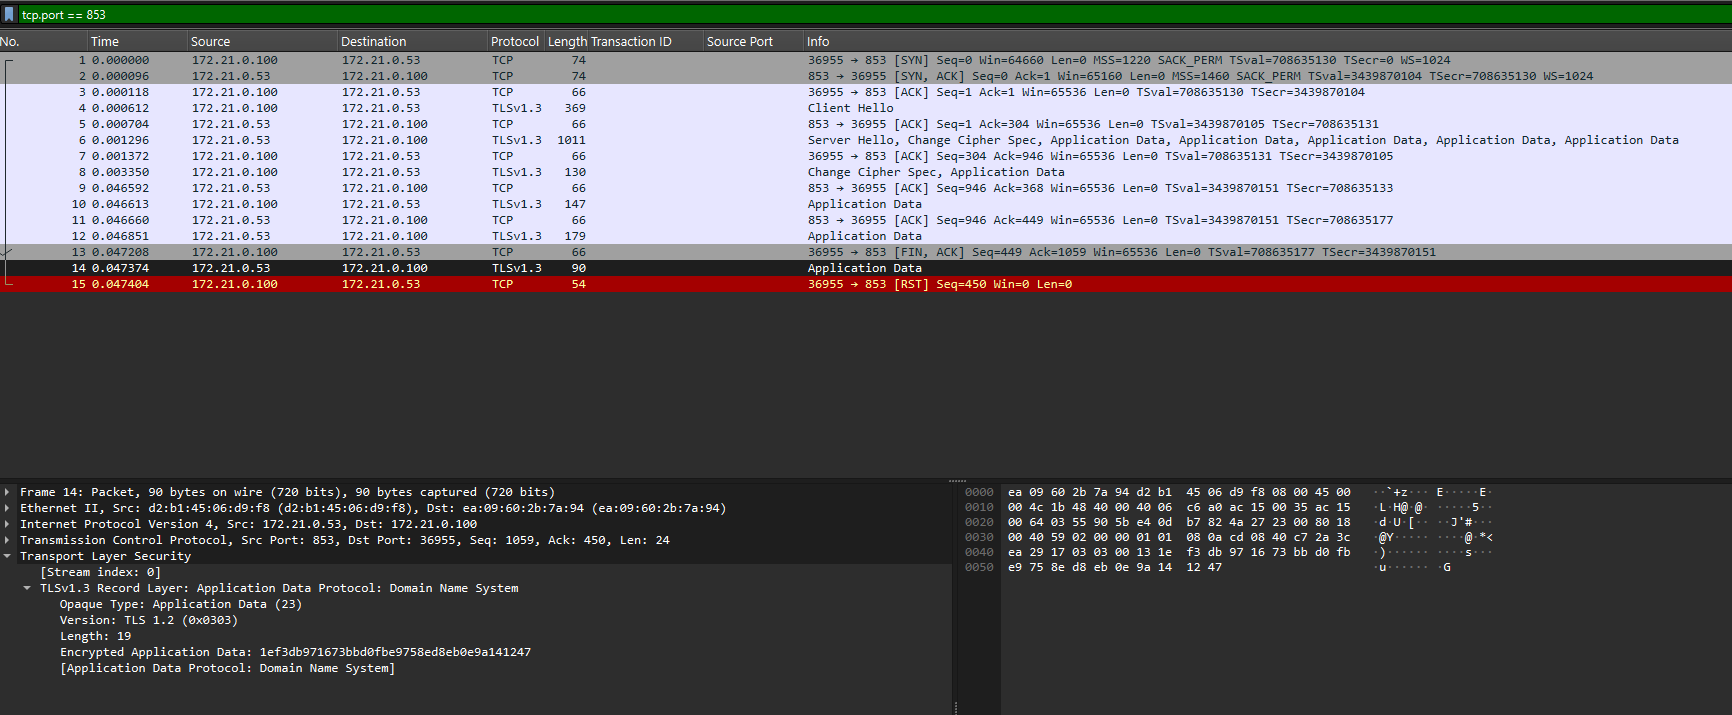 tcp.port == 853
No. Time Source Destination Protocol Length Transaction ID Source Port Info
1 0.000000 172.21.0.100 172.21.0.53 TCP 74 36955 → 853 [SYN] Seq=0 Win=64660 Len=0 MSS=1220 SACK_PERM TSval=708635130 TSecr=0 WS=1024
2 0.000096 172.21.0.53 172.21.0.100 TCP 74 853 → 36955 [SYN, ACK] Seq=0 Ack=1 Win=65160 Len=0 MSS=1460 SACK_PERM TSval=3439870104 TSecr=708635130 WS=1024
3 0.000118 172.21.0.100 172.21.0.53 TCP 66 36955 → 853 [ACK] Seq=1 Ack=1 Win=65536 Len=0 TSval=708635130 TSecr=3439870104
4 0.000612 172.21.0.100 172.21.0.53 TLSv1.3 369 Client Hello
5 0.000704 172.21.0.53 172.21.0.100 TCP 66 853 → 36955 [ACK] Seq=1 Ack=304 Win=65536 Len=0 TSval=3439870105 TSecr=708635131
6 0.001296 172.21.0.53 172.21.0.100 TLSv1.3 1011 Server Hello, Change Cipher Spec, Application Data, Application Data, Application Data, Application Data, Application Data
7 0.001372 172.21.0.100 172.21.0.53 TCP 66 36955 → 853 [ACK] Seq=304 Ack=946 Win=65536 Len=0 TSval=708635131 TSecr=3439870105
8 0.003350 172.21.0.100 172.21.0.53 TLSv1.3 130 Change Cipher Spec, Application Data
9 0.046592 172.21.0.53 172.21.0.100 TCP 66 853 → 36955 [ACK] Seq=946 Ack=368 Win=65536 Len=0 TSval=3439870151 TSecr=708635133
10 0.046613 172.21.0.100 172.21.0.53 TLSv1.3 147 Application Data
11 0.046660 172.21.0.53 172.21.0.100 TCP 66 853 → 36955 [ACK] Seq=946 Ack=449 Win=65536 Len=0 TSval=3439870151 TSecr=708635177
12 0.046851 172.21.0.53 172.21.0.100 TLSv1.3 179 Application Data
13 0.047208 172.21.0.100 172.21.0.53 TCP 66 36955 → 853 [FIN, ACK] Seq=449 Ack=1059 Win=65536 Len=0 TSval=708635177 TSecr=3439870151
14 0.047374 172.21.0.53 172.21.0.100 TLSv1.3 90 Application Data
15 0.047404 172.21.0.100 172.21.0.53 TCP 54 36955 → 853 [RST] Seq=450 Win=0 Len=0
Frame 14: Packet, 90 bytes on wire (720 bits), 90 bytes captured (720 bits)
Ethernet II, Src: d2:b1:45:06:d9:f8 (d2:b1:45:06:d9:f8), Dst: ea:09:60:2b:7a:94 (ea:09:60:2b:7a:94)
Internet Protocol Version 4, Src: 172.21.0.53, Dst: 172.21.0.100
Transmission Control Protocol, Src Port: 853, Dst Port: 36955, Seq: 1059, Ack: 450, Len: 24
Transport Layer Security
[Stream index: 0]
TLSv1.3 Record Layer: Application Data Protocol: Domain Name System
Opaque Type: Application Data (23)
Version: TLS 1.2 (0x0303)
Length: 19
Encrypted Application Data: 1ef3db971673bbd0fbe9758ed8eb0e9a141247
[Application Data Protocol: Domain Name System]
0000 ea 09 60 2b 7a 94 d2 b1 45 06 d9 f8 08 00 45 00 ··`+z··· E·····E·
0010 00 4c 1b 48 40 00 40 06 c6 a0 ac 15 00 35 ac 15 ·L·H@·@· ·····5··
0020 00 64 03 55 90 5b e4 0d b7 82 4a 27 23 00 80 18 ·d·U·[·· ··J'#···
0030 00 40 59 02 00 00 01 01 08 0a cd 08 40 c7 2a 3c ·@Y····· ····@·*<
0040 ea 29 17 03 03 00 13 1e f3 db 97 16 73 bb d0 fb ·)······ ····s···
0050 e9 75 8e d8 eb 0e 9a 14 12 47 ·u······ ·G